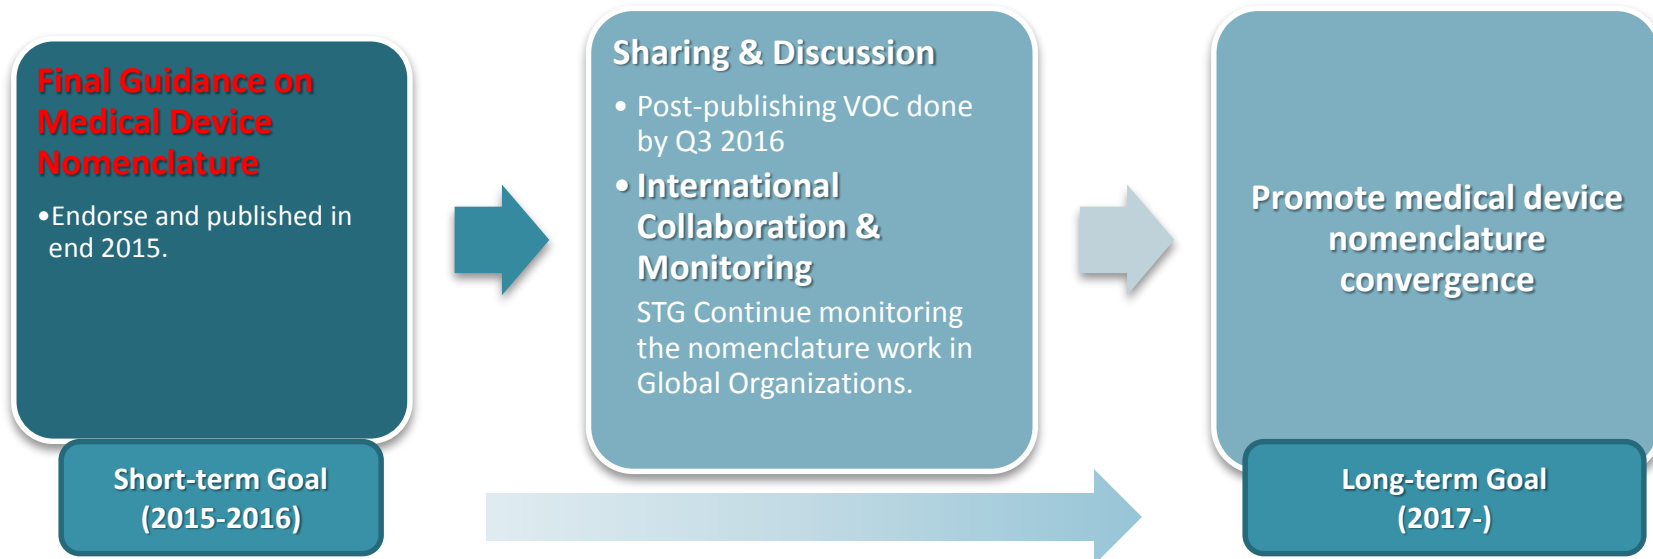 Final Guidance on
Medical Device
Nomenclature
•Endorse and published in
end 2015.
Short-term Goal
(2015-2016)
Sharing & Discussion
• Post-publishing VOC done
by Q3 2016
• International
Collaboration &
Monitoring
STG Continue monitoring
the nomenclature work in
Global Organizations.
Promote medical device
nomenclature
convergence
Long-term Goal
(2017-)